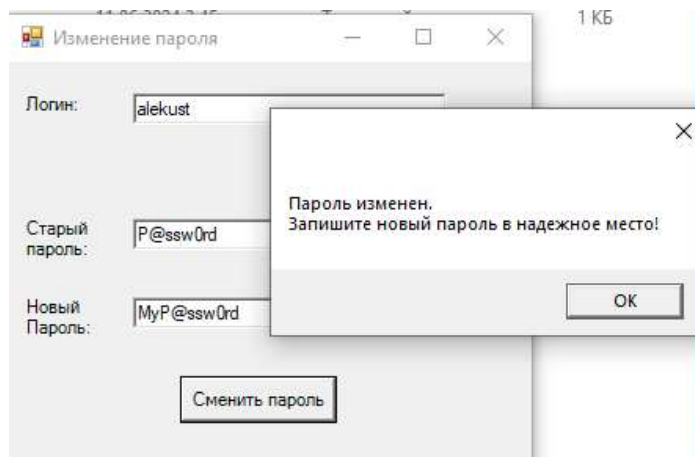 1 КБ
Изменение пароля
Логин:
alekust
Пароль изменен.
Запишите новый пароль в надежное место!
Старый
пароль:
P@ssw0rd
OK
Новый
Пароль:
MyP@ssw0rd
Сменить пароль